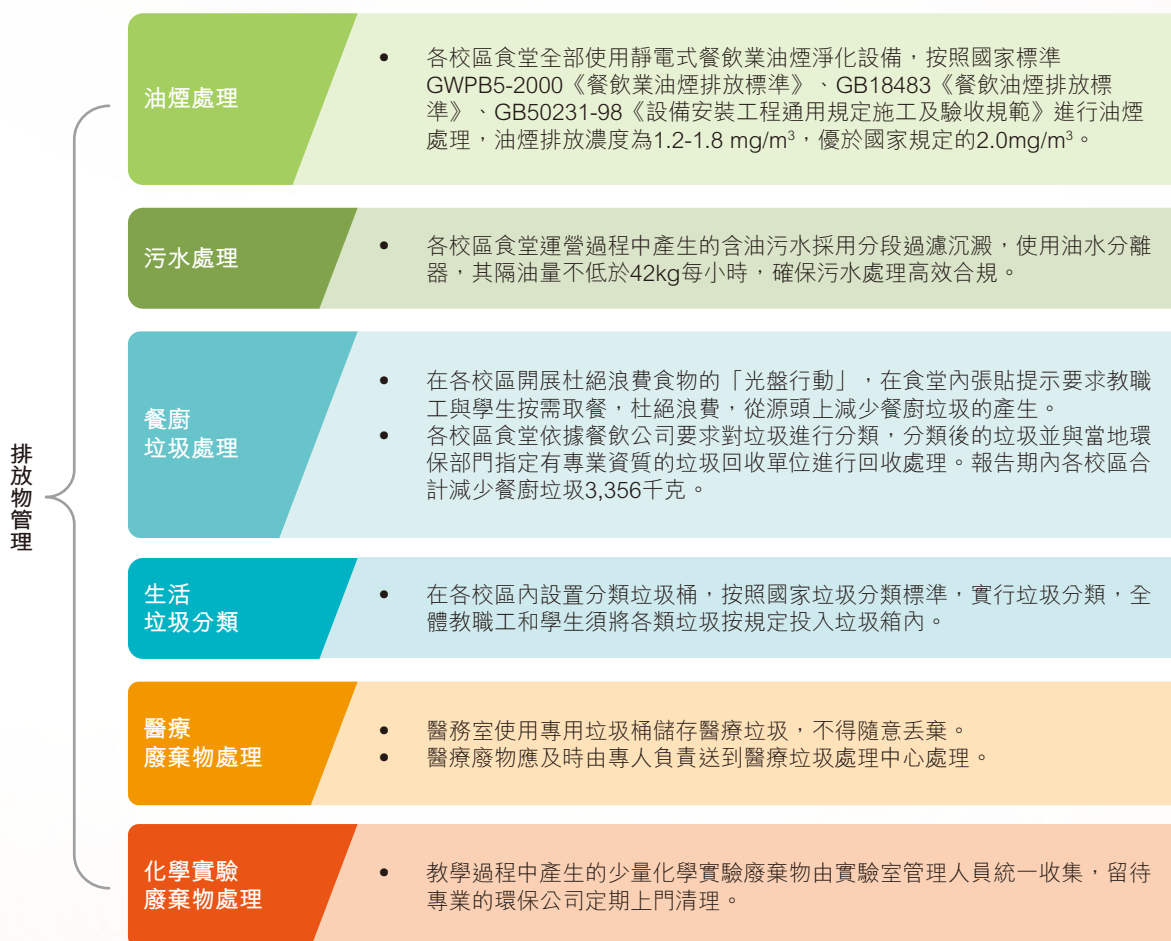 排放物管理
油煙處理
• 各校區食堂全部使用靜電式餐飲業油煙淨化設備，按照國家標準
GWPB5-2000《餐飲業油煙排放標準》、GB18483《餐飲油煙排放標
準》、GB50231-98《設備安裝工程通用規定施工及驗收規範》進行油煙
處理，油煙排放濃度為1.2-1.8 mg/m³，優於國家規定的2.0mg/m³。
污水處理
• 各校區食堂運營過程中產生的含油污水採用分段過濾沉澱，使用油水分離
器，其隔油量不低於42kg每小時，確保污水處理高效合規。
餐廚
垃圾處理
• 在各校區開展杜絕浪費食物的「光盤行動」，在食堂內張貼提示要求教職
工與學生按需取餐，杜絕浪費，從源頭上減少餐廚垃圾的產生。
• 各校區食堂依據餐飲公司要求對垃圾進行分類，分類後的垃圾並與當地環
保部門指定有專業資質的垃圾回收單位進行回收處理。報告期內各校區合
計減少餐廚垃圾3,356千克。
生活
垃圾分類
• 在各校區內設置分類垃圾桶，按照國家垃圾分類標準，實行垃圾分類，全
體教職工和學生須將各類垃圾按規定投入垃圾箱內。
醫療
廢棄物處理
• 醫務室使用專用垃圾桶儲存醫療垃圾，不得隨意丟棄。
• 醫療廢物應及時由專人負責送到醫療垃圾處理中心處理。
化學實驗
廢棄物處理
• 教學過程中產生的少量化學實驗廢棄物由實驗室管理人員統一收集，留待
專業的環保公司定期上門清理。